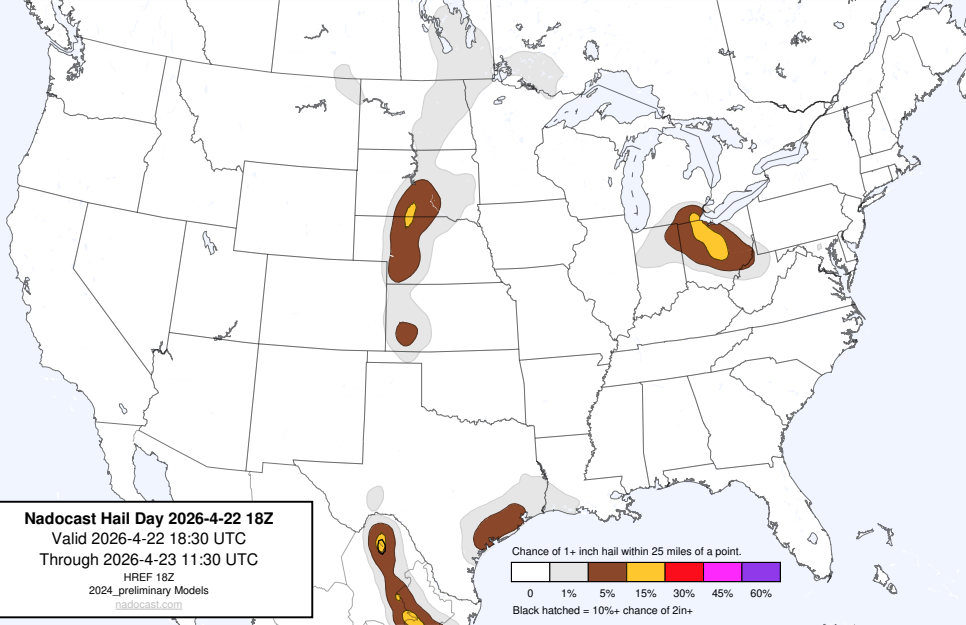 Nadocast Hail Day 2026-4-22 18Z
Valid 2026-4-22 18:30 UTC
Through 2026-4-23 11:30 UTC
HREF 18Z
2024_preliminary Models
nadocast.com
Chance of 1+ inch hail within 25 miles of a point.
0 1% 5% 15% 30% 45% 60%
Black hatched = 10%+ chance of 2in+